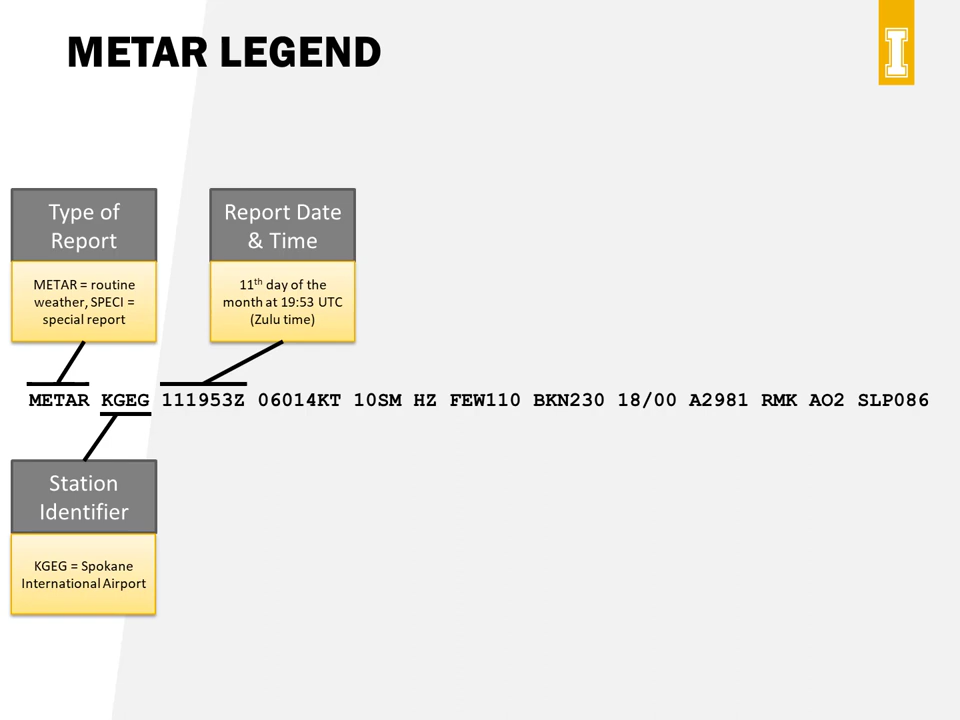 METAR LEGEND
I
Type of
Report
METAR = routine
weather, SPECI =
special report
Report Date
& Time
11th day of the
month at 19:53 UTC
(Zulu time)
METAR KGEG 111953Z 06014KT 10SM HZ FEW110 BKN230 18/00 A2981 RMK AO2 SLP086
Station
Identifier
KGEG = Spokane
International Airport